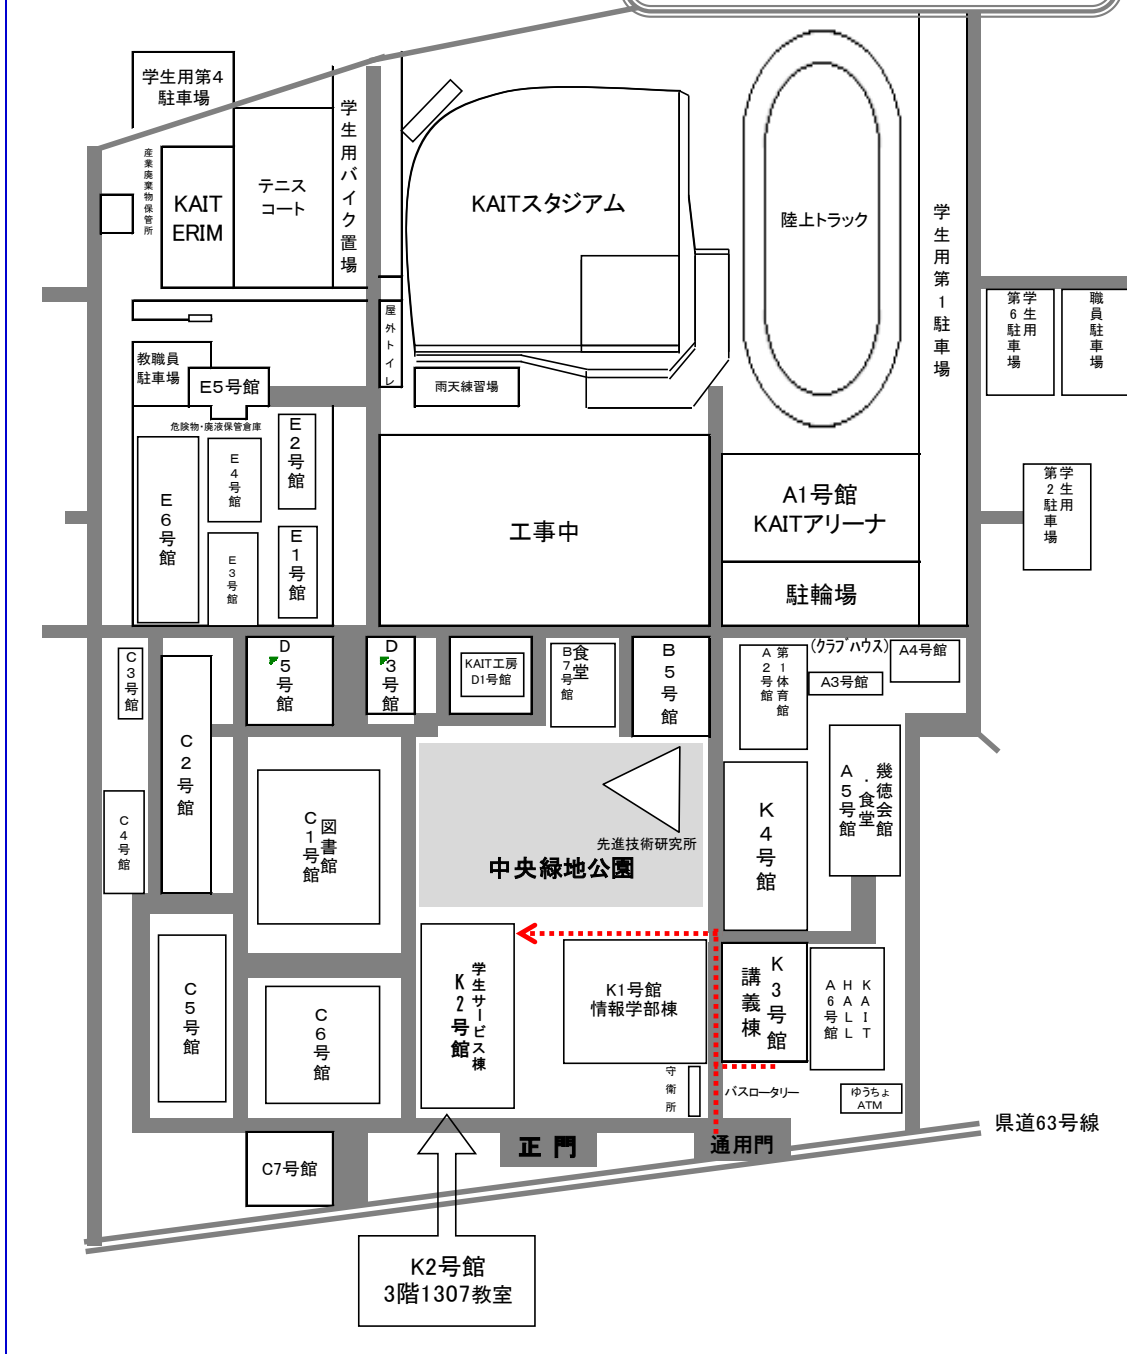 学生用第4
駐車場
学生用バイク置場
産業廃棄物保管所
KAIT
ERIM
テニス
コート
KAITスタジアム
陸上トラック
学生用第1駐車場
学生用
第6駐車場
職員駐車場
屋外トイレ
教職員
駐車場
E5号館
雨天練習場
危険物・廃液保管倉庫
E2号館
E4号館
E6号館
E1号館
E3号館
工事中
A1号館
KAITアリーナ
駐輪場
学生用
第2駐車場
C3号館
D5号館
D3号館
KAIT工房
D1号館
食堂
B7号館
B5号館
第1体育館
A2号館
(クラブハウス)
A4号館
A3号館
C2号館
C4号館
図書館
C1号館
先進技術研究所
中央緑地公園
K4号館
幾徳会館
・食堂
A5号館
C5号館
C6号館
学生サービス棟
K2号館
K1号館
情報学部棟
K3号館
講義棟
KAIT
HALL
A6号館
守衛所
バスロータリー
ゆうちょ
ATM
県道63号線
正門
通用門
C7号館
K2号館
3階1307教室